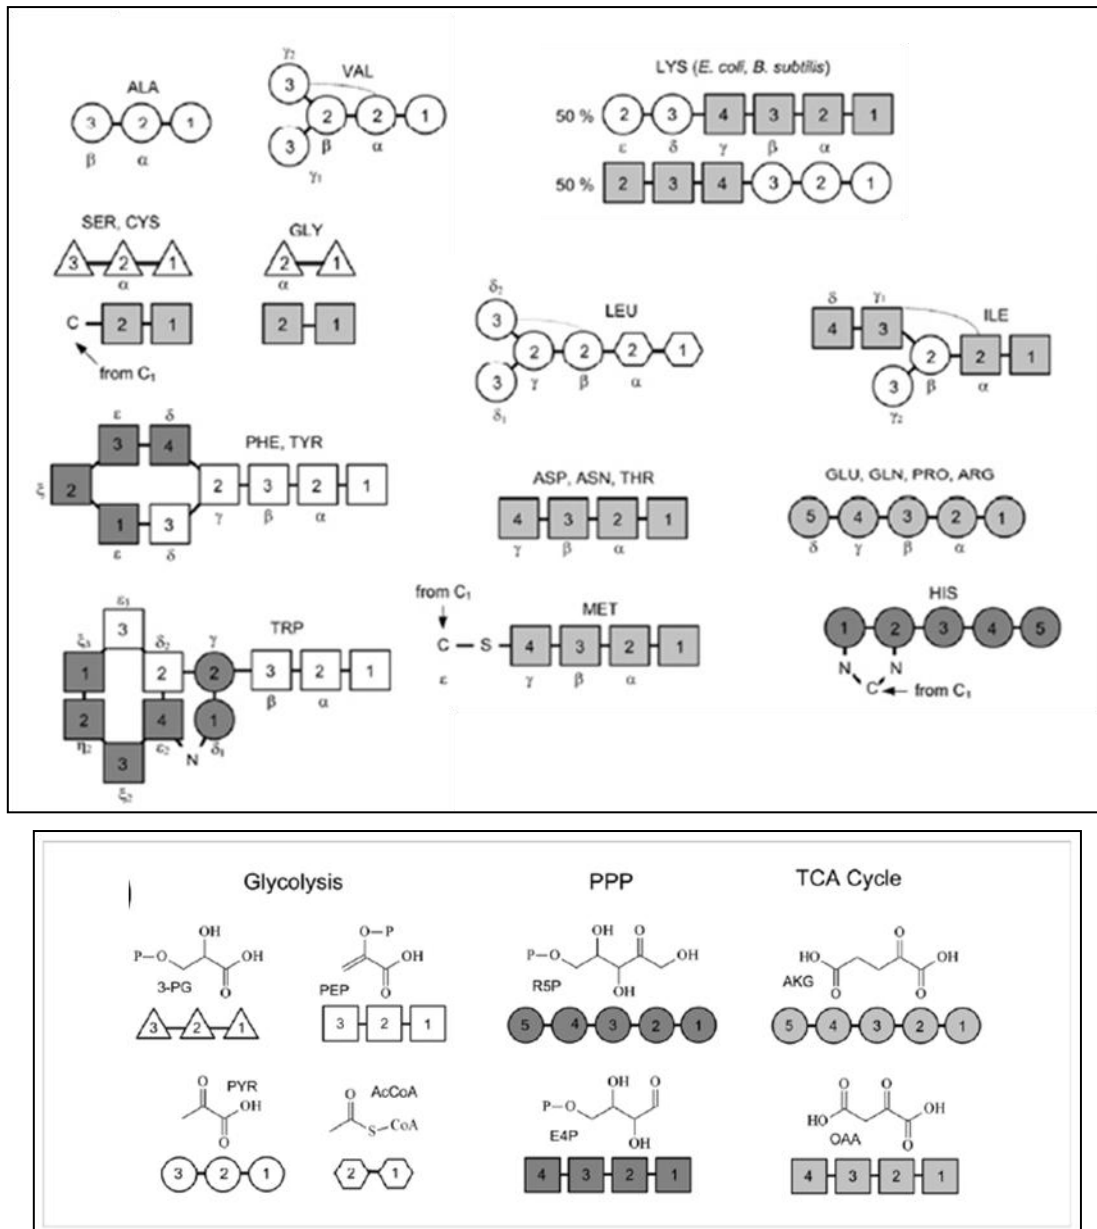 ALA
3 2 1
β α
γ₂
VAL
3
2 2 1
3 β α
γ₁
LYS (E. coli, B. subtilis)
50 % 2 3 4 3 2 1
ε δ γ β α
50 % 2 3 4 3 2 1
SER, CYS
3 2 1
α
C 2 1
from C₁
GLY
2 1
α
2 1
δ₂
LEU
3
2 2 2 1
3 γ β α
δ₁
δ γ₁
ILE
4 3
2 2 1
3 β α
γ₂
ε δ
3 4 PHE, TYR
ξ 2 2 3 2 1
1 3 γ β α
ε δ
ASP, ASN, THR
4 3 2 1
γ β α
GLU, GLN, PRO, ARG
5 4 3 2 1
δ γ β α
ε₁
3 TRP
ξ₃ δ₂ γ
1 2 2 3 2 1
β α
2 4 1
η₂ ε₂ N δ₁
3
ξ₂
from C₁
MET
C S 4 3 2 1
ε γ β α
HIS
1 2 3 4 5
N N
C from C₁
)
Glycolysis PPP TCA Cycle
OH
P O OH
O
3-PG
3 2 1
O–P
OH
O
PEP
3 2 1
OH O
P–O OH
OH
R5P
5 4 3 2 1
O
HO OH
O O
AKG
5 4 3 2 1
O PYR
OH
O
3 2 1
AcCoA
O
S–CoA
2 1
OH O
P–O
OH
E4P
4 3 2 1
O O
HO OH
O
OAA
4 3 2 1